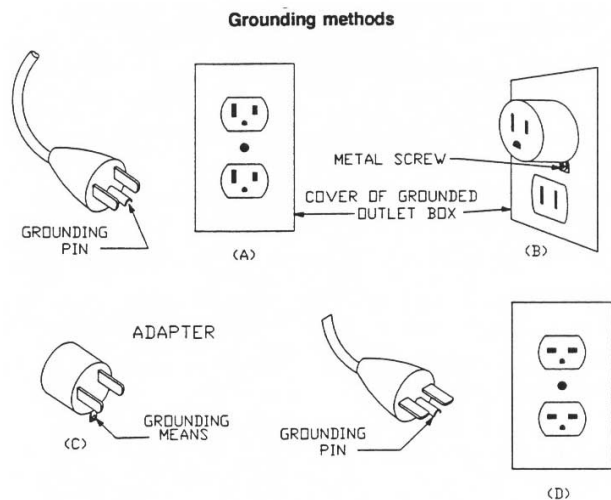 Grounding methods
METAL SCREW
COVER OF GROUNDED
OUTLET BOX
GROUNDING
PIN
(A)
(B)
ADAPTER
GROUNDING
MEANS
(C)
GROUNDING
PIN
(D)